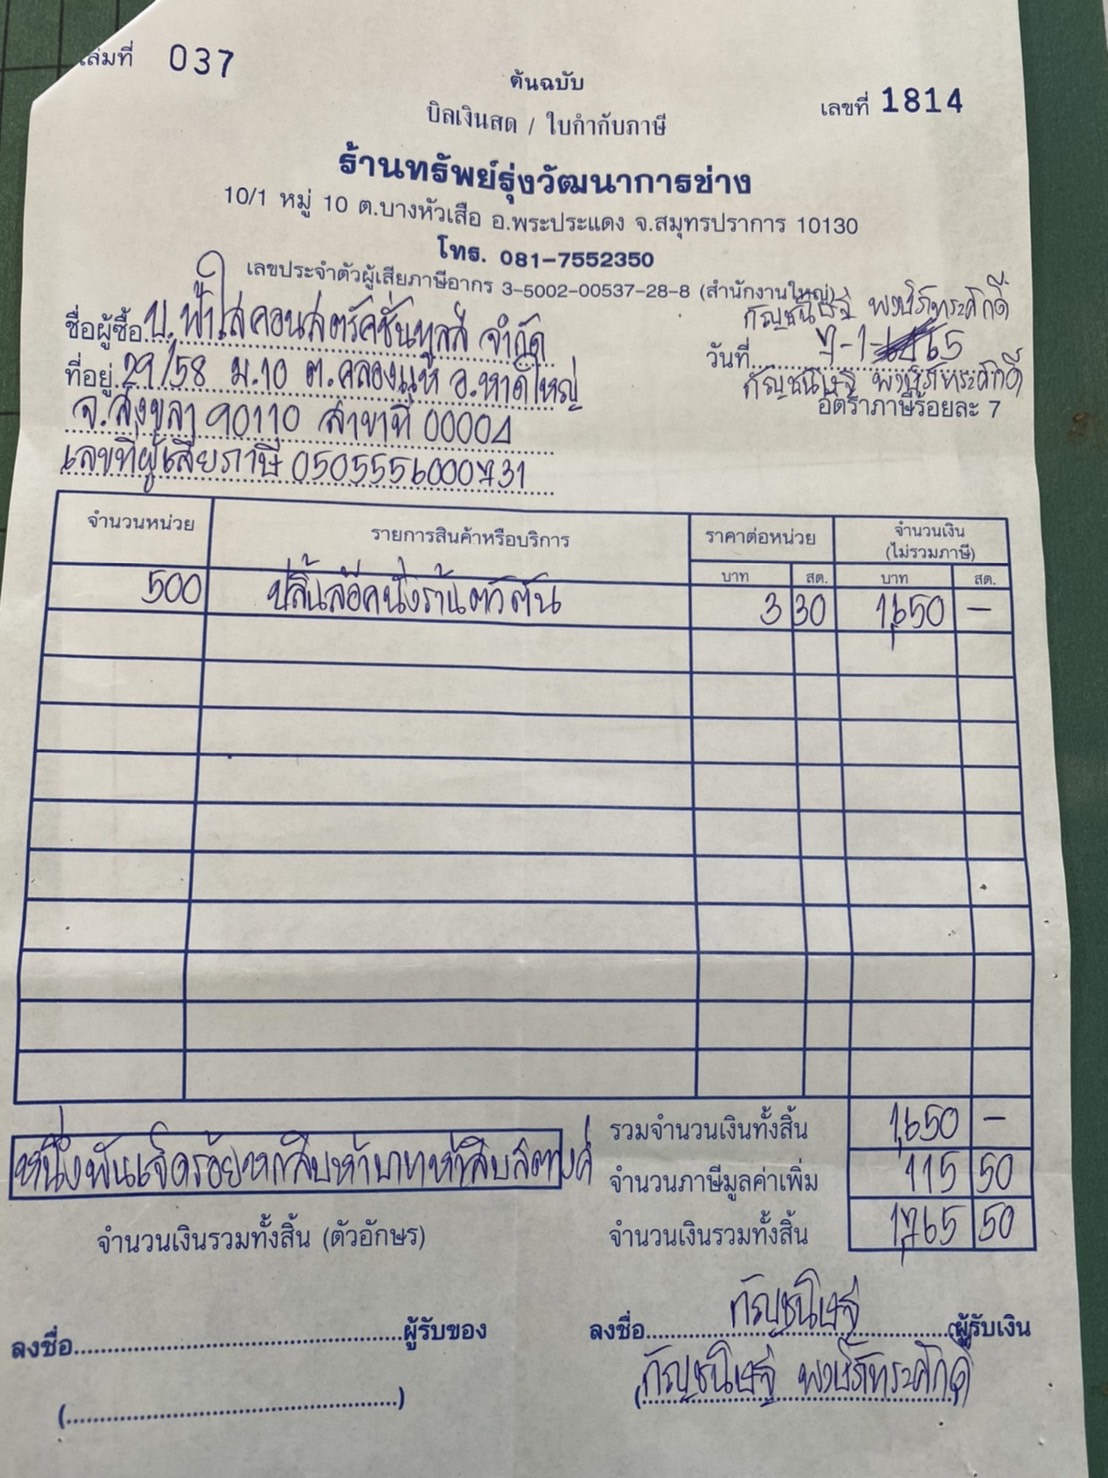 เล่มที่ 037
ต้นฉบับ
เลขที่ 1814
บิลเงินสด / ใบกำกับภาษี
ร้านทรัพย์รุ่งวัฒนาการช่าง
10/1 หมู่ 10 ต.บางหัวเสือ อ.พระประแดง จ.สมุทรปราการ 10130
โทร. 081-7552350
เลขประจำตัวผู้เสียภาษีอากร 3-5002-00537-28-8 (สำนักงานใหญ่)
กัญชนิษฐ์
ชื่อผู้ซื้อ บ.ฟ้าใสคอนสตรัคชั่นทูลส์ จำกัด
วันที่ 7-1-65
ที่อยู่ 29/58 ม.10 ต.คลองแห อ.หาดใหญ่
กัญชนิษฐ์
จ.สงขลา 90110 สาขาที่ 00004
อัตราภาษีร้อยละ 7
เลขที่ผู้เสียภาษี 0505556000731
จำนวนหน่วย รายการสินค้าหรือบริการ ราคาต่อหน่วย จำนวนเงิน
(ไม่รวมภาษี)
บาท สต. บาท สต.
500 ปลิ้นล๊อคนั่งร้านตัวตัน 3 30 1,650 -
รวมจำนวนเงินทั้งสิ้น 1,650 -
หนึ่งพันเจ็ดร้อยหกสิบห้าบาทห้าสิบสตางค์
จำนวนภาษีมูลค่าเพิ่ม 115 50
จำนวนเงินรวมทั้งสิ้น (ตัวอักษร)
จำนวนเงินรวมทั้งสิ้น 1,765 50
ลงชื่อ ผู้รับของ
ลงชื่อ กัญชนิษฐ์ ผู้รับเงิน
(กัญชนิษฐ์